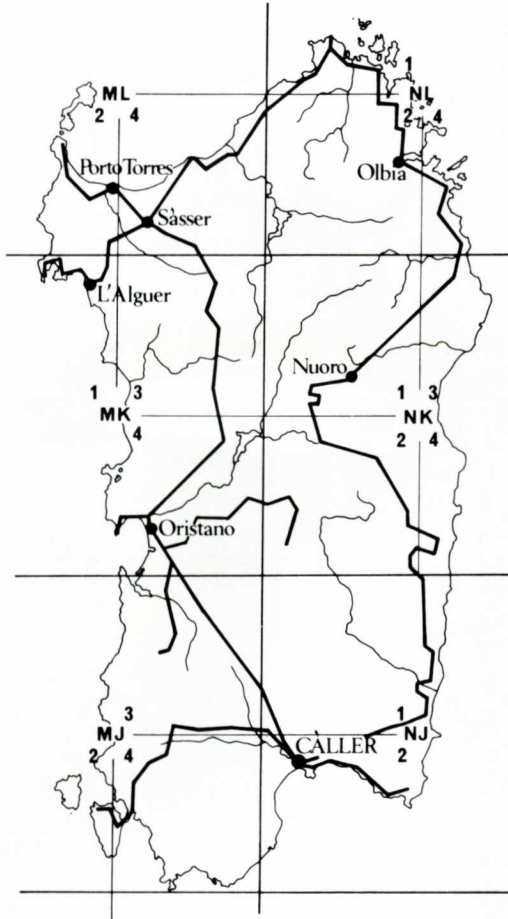 1
ML NL
2 4 2 4
Porto Torres
Olbia
Sàsser
L'Alguer
Nuoro
1 3 1 3
MK NK
4 2 4
Oristano
3 1
MJ NJ
2 4 2
CÀLLER